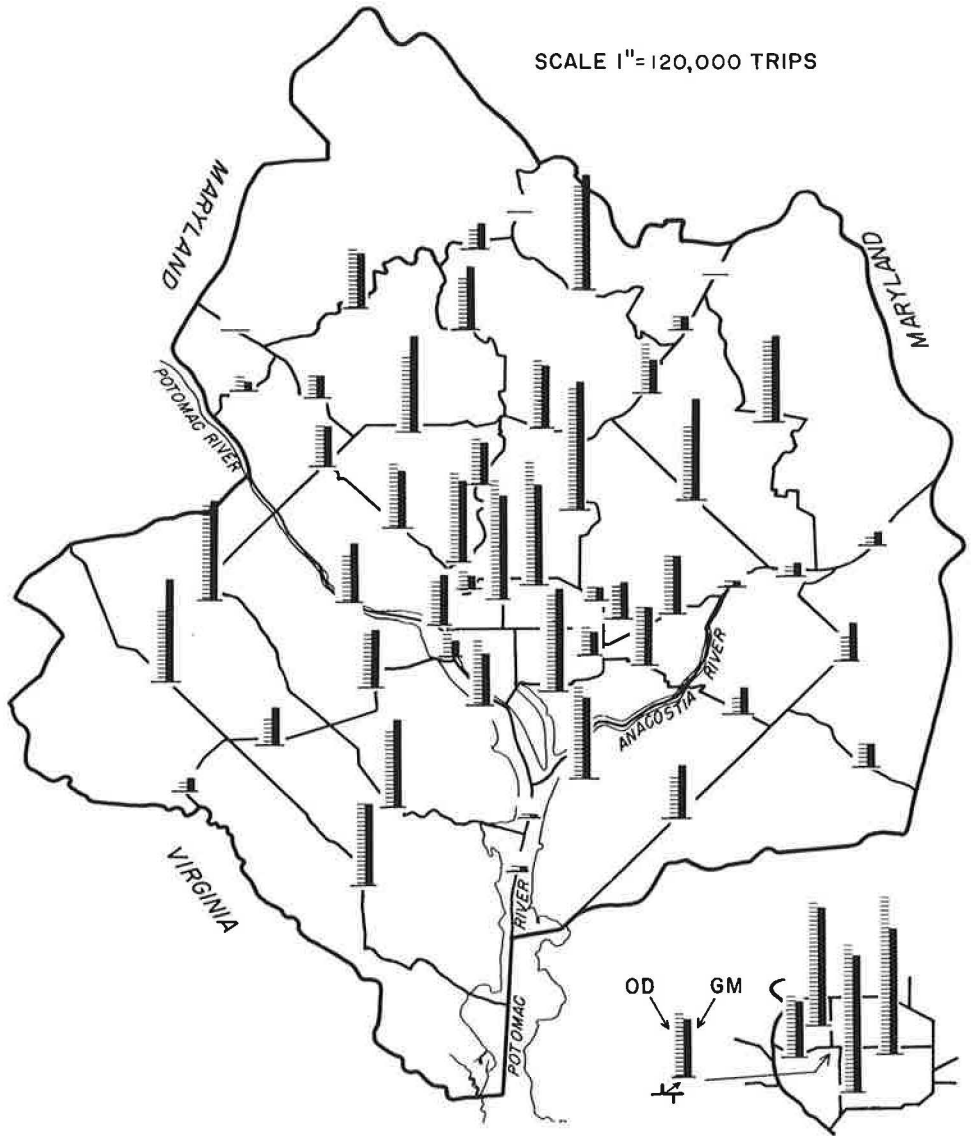 SCALE 1"=120,000 TRIPS
MARYLAND
MARYLAND
POTOMAC RIVER
ANACOSTIA RIVER
VIRGINIA
POTOMAC RIVER
OD GM